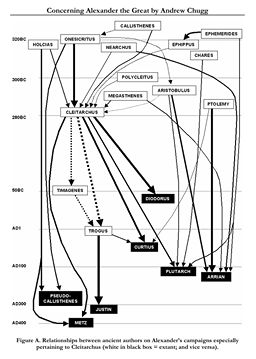 Concerning Alexander the Great by Andrew Chugg
CALLISTHENES
EPHEMERIDES
320BC
HOLCIAS
ONESICRITUS
NEARCHUS
EPHIPPUS
CHARES
300BC
POLYCLEITUS
ARISTOBULUS
MEGASTHENES
PTOLEMY
CLEITARCHUS
280BC
50BC
TIMAGENES
DIODORUS
AD1
TROGUS
CURTIUS
AD100
PLUTARCH
ARRIAN
PSEUDO-
CALLISTHENES
AD300
JUSTIN
AD400
METZ
Figure A. Relationships between ancient authors on Alexander's campaigns especially
pertaining to Cleitarchus (white in black box = extant; and vice versa).